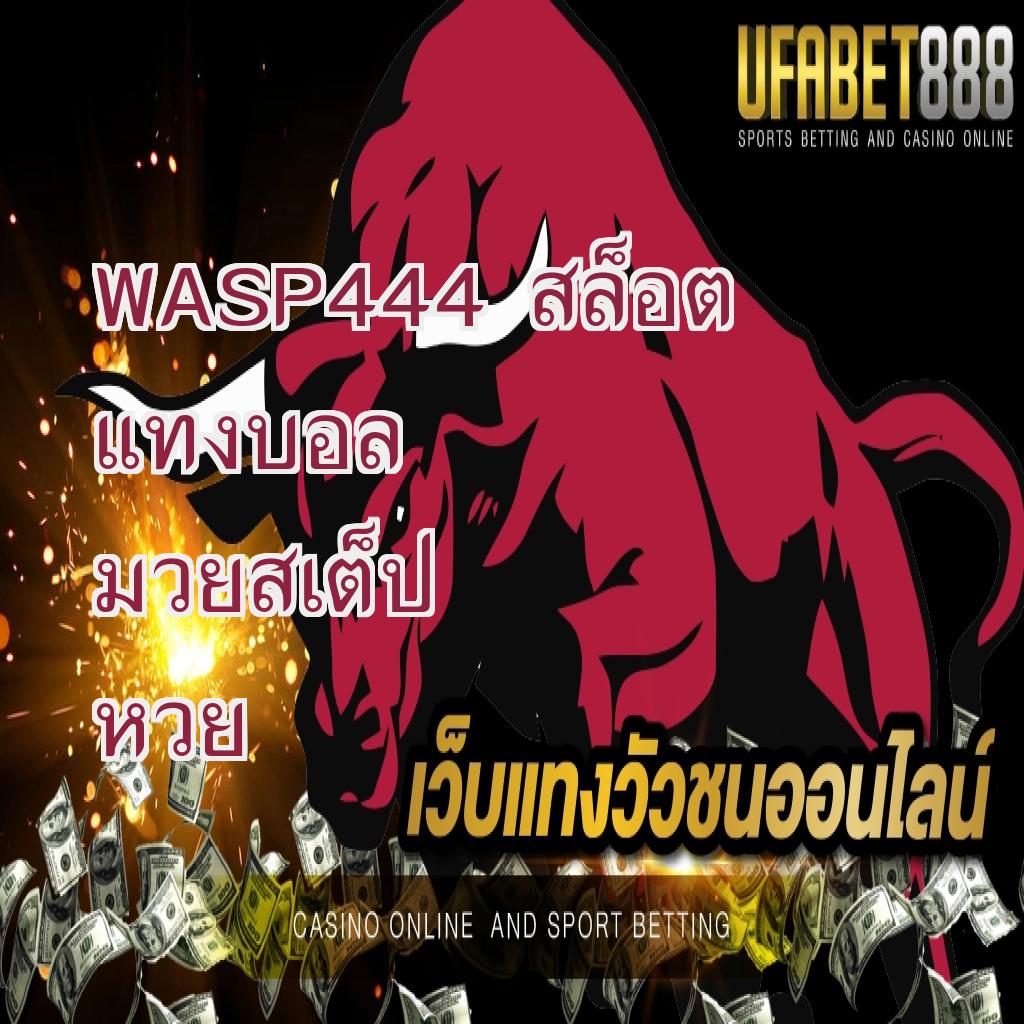 UFABET888
SPORTS BETTING AND CASINO ONLINE
WASP444 สล็อต
แทงบอล
มวยสเต็ป
หวย
เว็บแทงวัวชนออนไลน์
CASINO ONLINE AND SPORT BETTING